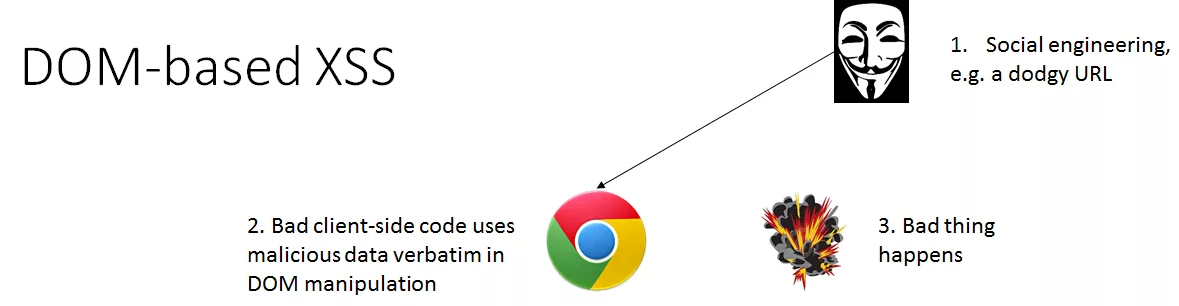 DOM-based XSS
1. Social engineering,
e.g. a dodgy URL
2. Bad client-side code uses
malicious data verbatim in
DOM manipulation
3. Bad thing
happens